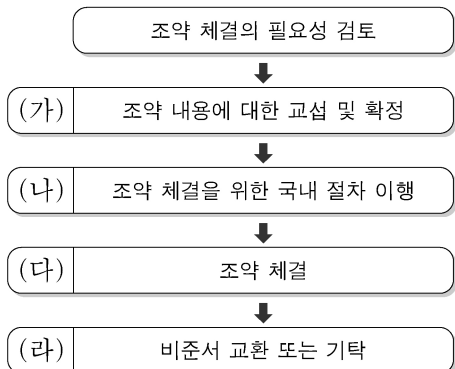 조약 체결의 필요성 검토
(가) 조약 내용에 대한 교섭 및 확정
(나) 조약 체결을 위한 국내 절차 이행
(다) 조약 체결
(라) 비준서 교환 또는 기탁